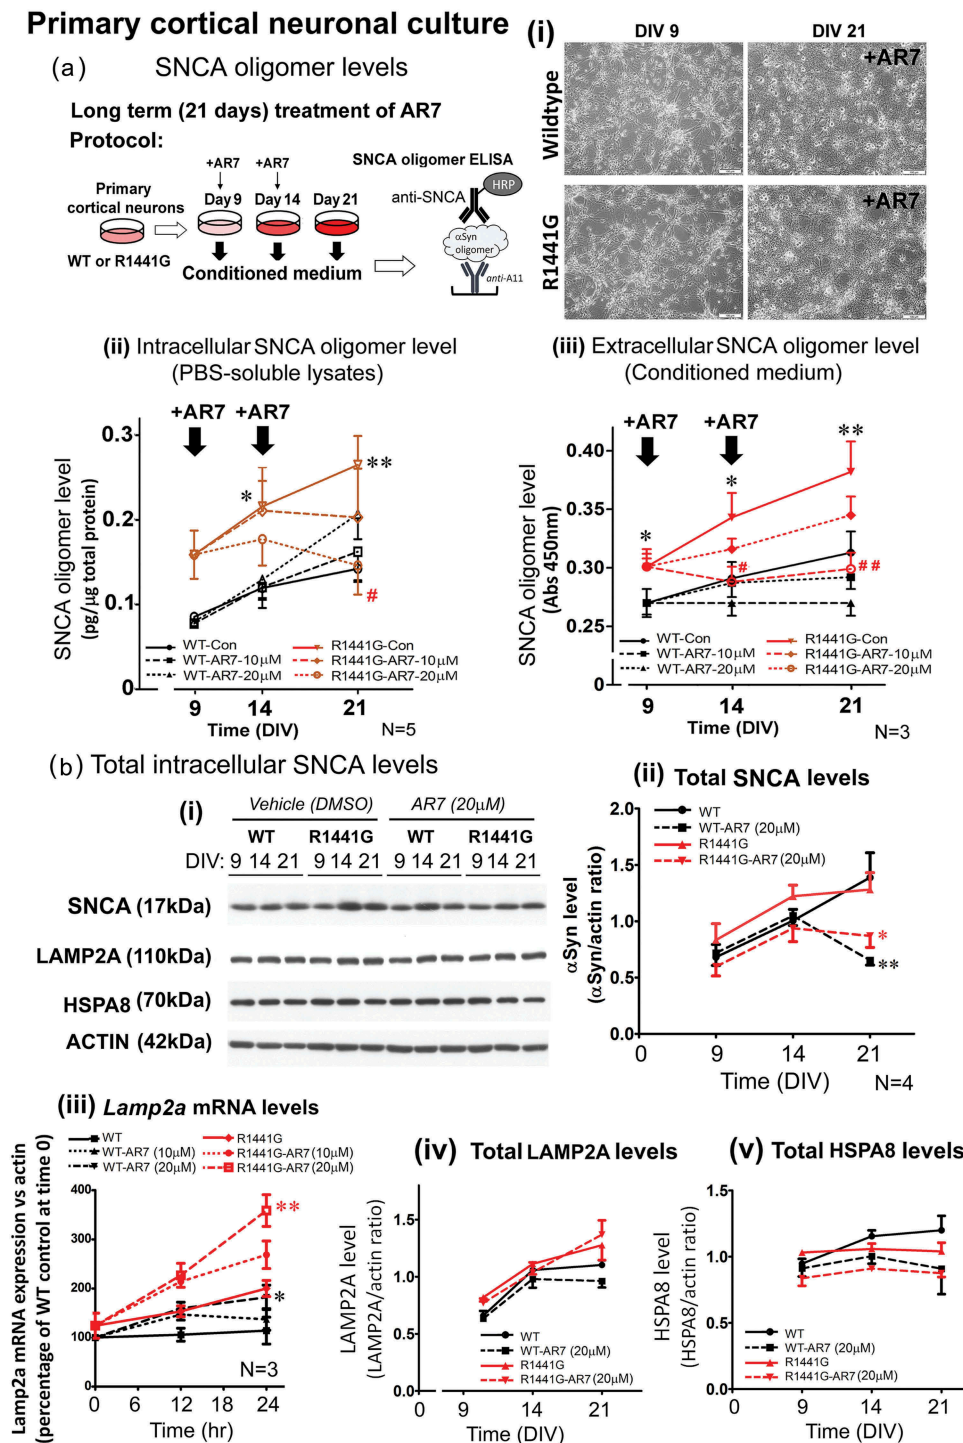 Primary cortical neuronal culture
(a) SNCA oligomer levels
Long term (21 days) treatment of AR7
Protocol:
+AR7 +AR7
Primary cortical neurons
WT or R1441G
Day 9 Day 14 Day 21
Conditioned medium
SNCA oligomer ELISA
HRP
anti-SNCA
αSyn oligomer
anti-A11
(i)
DIV 9 DIV 21
Wildtype
+AR7
R1441G
+AR7
(ii) Intracellular SNCA oligomer level
(PBS-soluble lysates)
+AR7 +AR7
SNCA oligomer level
(pg/μg total protein)
0.3
0.2
0.1
0
* ** #
WT-Con
WT-AR7-10μM
WT-AR7-20μM
R1441G-Con
R1441G-AR7-10μM
R1441G-AR7-20μM
9 14 21
Time (DIV)
N=5
(iii) Extracellular SNCA oligomer level
(Conditioned medium)
+AR7 +AR7
SNCA oligomer level
(Abs 450nm)
0.40
0.35
0.30
0.25
0
* * ** # ##
WT-Con
WT-AR7-10μM
WT-AR7-20μM
R1441G-Con
R1441G-AR7-10μM
R1441G-AR7-20μM
9 14 21
Time (DIV)
N=3
(b) Total intracellular SNCA levels
(i)
Vehicle (DMSO) AR7 (20μM)
WT R1441G WT R1441G
DIV: 9 14 21 9 14 21 9 14 21 9 14 21
SNCA (17kDa)
LAMP2A (110kDa)
HSPA8 (70kDa)
ACTIN (42kDa)
(ii) Total SNCA levels
αSyn level
(αSyn/actin ratio)
2.0
1.5
1.0
0.5
0.0
WT
WT-AR7 (20μM)
R1441G
R1441G-AR7 (20μM)
*
**
0 9 14 21
Time (DIV)
N=4
(iii) Lamp2a mRNA levels
WT
WT-AR7 (10μM)
WT-AR7 (20μM)
R1441G
R1441G-AR7 (10μM)
R1441G-AR7 (20μM)
Lamp2a mRNA expression vs actin
(percentage of WT control at time 0)
400
300
200
100
0
**
*
N=3
0 12 24
Time (hr)
(iv) Total LAMP2A levels
LAMP2A level
(LAMP2A/actin ratio)
1.5
1.0
0.5
0.0
WT
WT-AR7 (20μM)
R1441G
R1441G-AR7 (20μM)
0 9 14 21
Time (DIV)
(v) Total HSPA8 levels
HSPA8 level
(HSPA8/actin ratio)
1.5
1.0
0.5
0.0
WT
WT-AR7 (20μM)
R1441G
R1441G-AR7 (20μM)
9 14 21
Time (DIV)